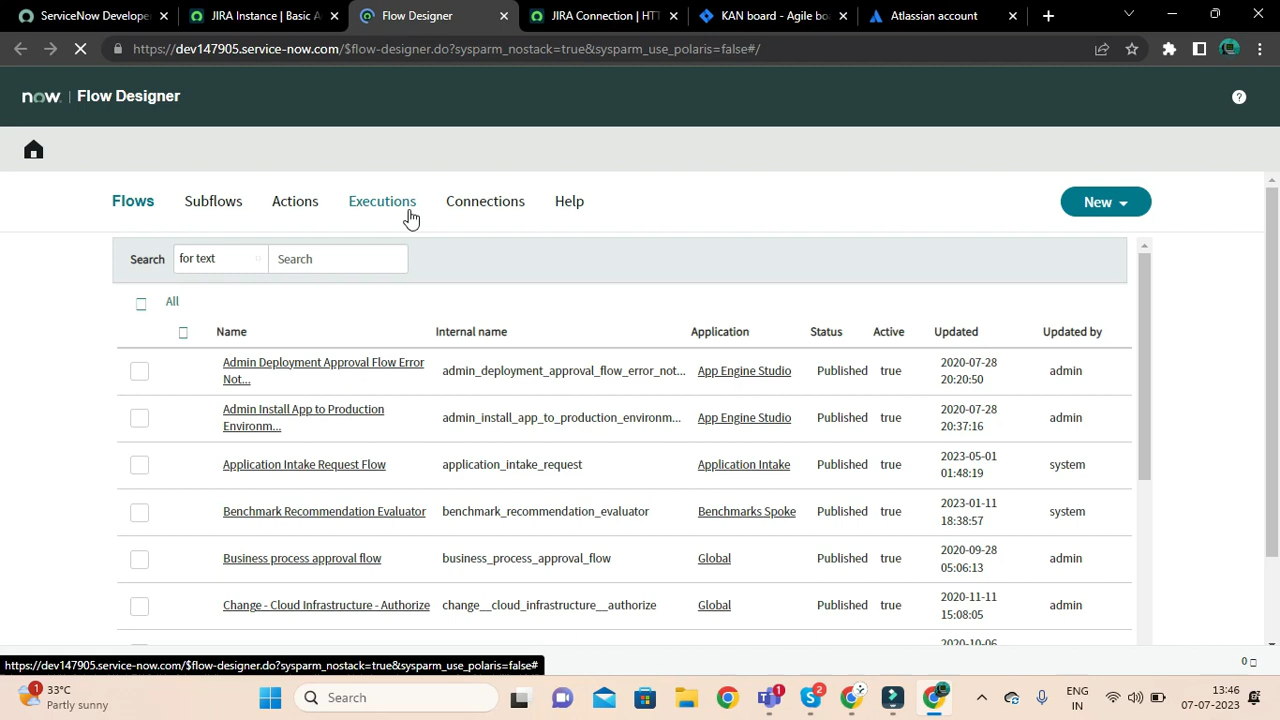 ServiceNow Develope
JIRA Instance | Basic A
Flow Designer
JIRA Connection | HTT
KAN board - Agile bo
Atlassian account
https://dev147905.service-now.com/$flow-designer.do?sysparm_nostack=true&sysparm_use_polaris=false#/
now. | Flow Designer
Flows Subflows Actions Executions Connections Help New
Search for text Search
All
Name Internal name Application Status Active Updated Updated by
Admin Deployment Approval Flow Error Not... admin_deployment_approval_flow_error_not... App Engine Studio Published true 2020-07-28 20:20:50 admin
Admin Install App to Production Environm... admin_install_app_to_production_environm... App Engine Studio Published true 2020-07-28 20:37:16 admin
Application Intake Request Flow application_intake_request Application Intake Published true 2023-05-01 01:48:19 system
Benchmark Recommendation Evaluator benchmark_recommendation_evaluator Benchmarks Spoke Published true 2023-01-11 18:38:57 system
Business process approval flow business_process_approval_flow Global Published true 2020-09-28 05:06:13 admin
Change - Cloud Infrastructure - Authorize change__cloud_infrastructure__authorize Global Published true 2020-11-11 15:08:05 admin
2020-10-06
https://dev147905.service-now.com/$flow-designer.do?sysparm_nostack=true&sysparm_use_polaris=false#
0
1
33°C
Partly sunny
Search
1
2
ENG
IN
13:46
07-07-2023